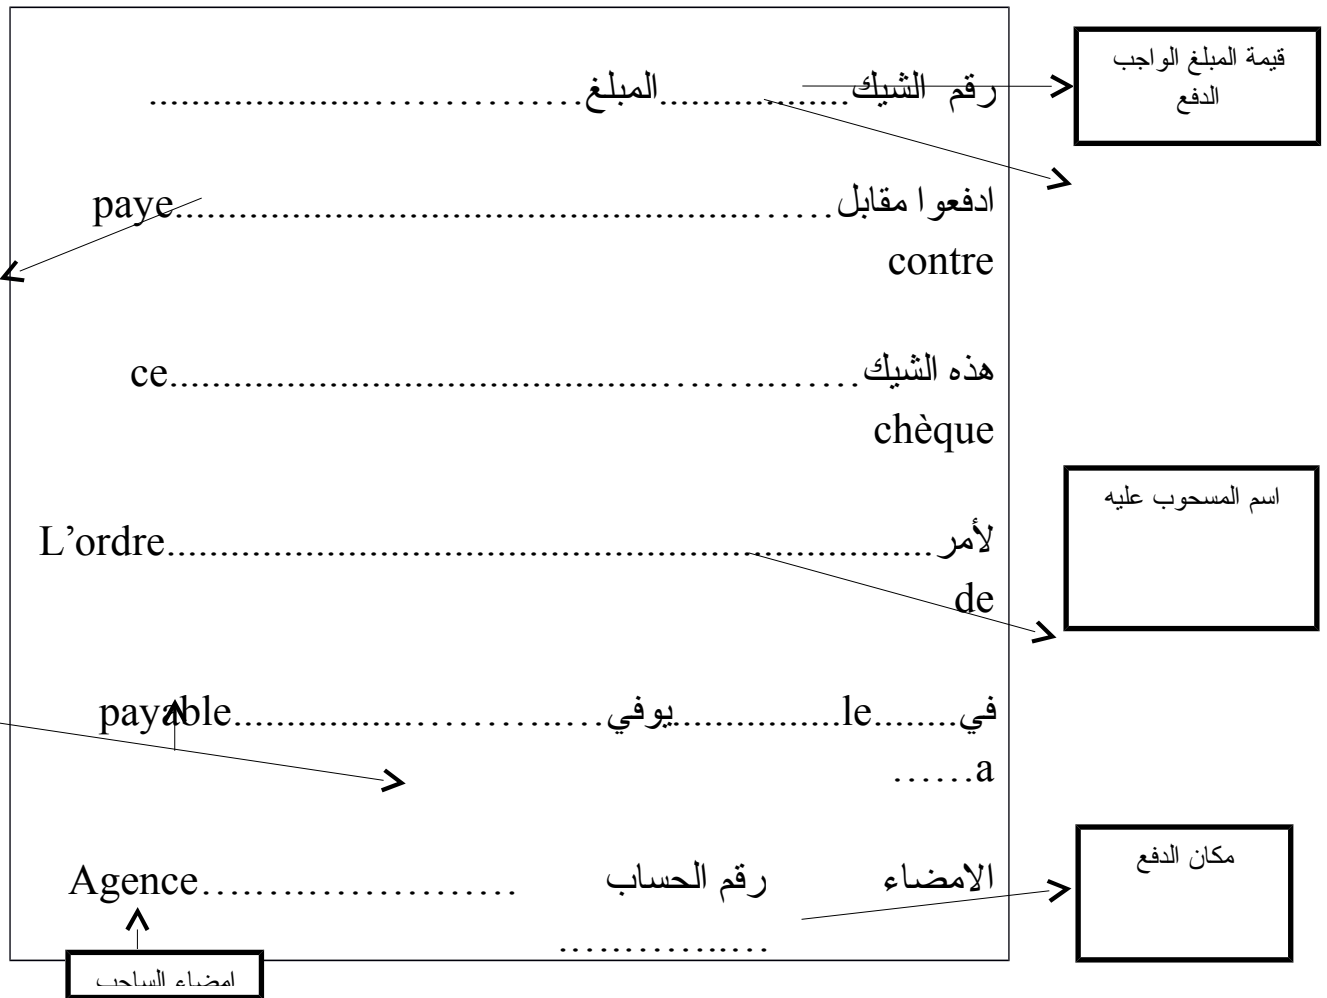 رقم الشيك..................المبلغ........................................
قيمة المبلغ الواجب
الدفع
ادفعوا مقابل............................................................paye
contre
هذه الشيك................................................................ce
chèque
اسم المسحوب عليه
لأمر.......................................................................L’ordre
de
في........le................يوفي...................................payable
a......
مكان الدفع
الامضاء رقم الحساب ......................Agence
...............
امضاء الساحب